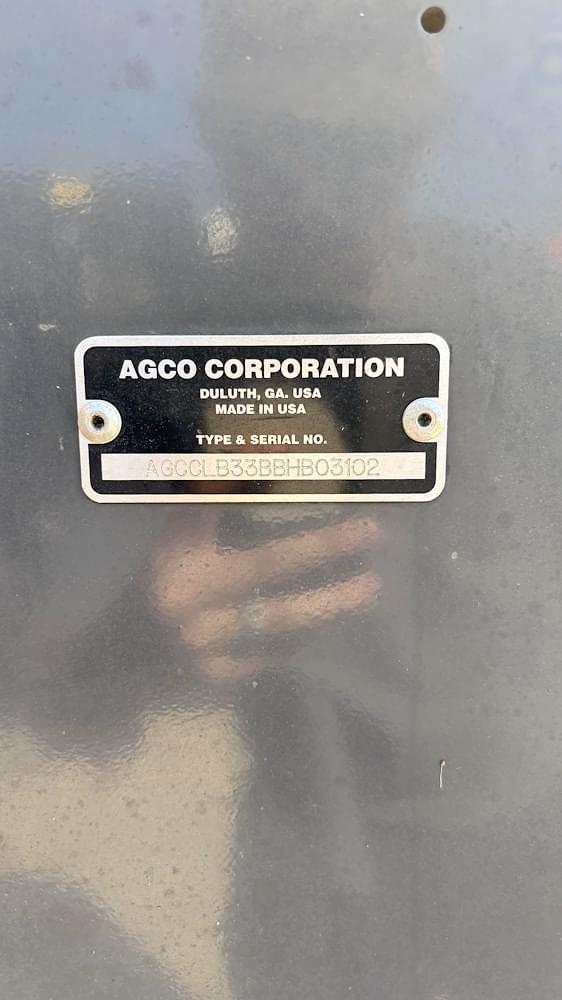 AGCO CORPORATION
DULUTH, GA. USA
MADE IN USA
TYPE & SERIAL NO.
AGCCLB33BBHB03102